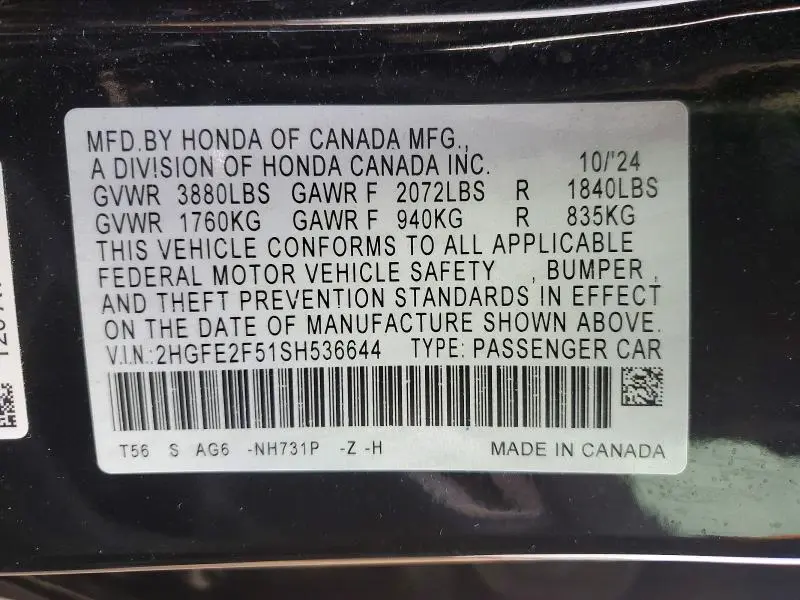 MFD.BY HONDA OF CANADA MFG.,
A DIVISION OF HONDA CANADA INC. 10/'24
GVWR 3880LBS GAWR F 2072LBS R 1840LBS
GVWR 1760KG GAWR F 940KG R 835KG
THIS VEHICLE CONFORMS TO ALL APPLICABLE
FEDERAL MOTOR VEHICLE SAFETY , BUMPER ,
AND THEFT PREVENTION STANDARDS IN EFFECT
ON THE DATE OF MANUFACTURE SHOWN ABOVE.
V.I.N.:2HGFE2F51SH536644 TYPE: PASSENGER CAR
T56 S AG6 -NH731P -Z -H MADE IN CANADA